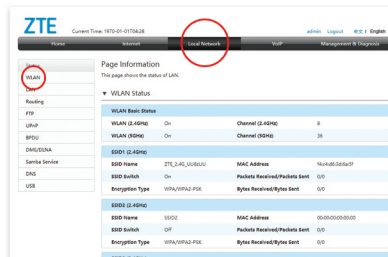 ZTE
Current Time: 1970-01-01T04:28
admin Logout 中文 | English
Home Internet Local Network VoIP Management & Diagnosis
Status
WLAN
LAN
Routing
FTP
UPnP
BPDU
DMS/DLNA
Samba Service
DNS
USB
Page Information
This page shows the status of LAN.
▼ WLAN Status
WLAN Basic Status
WLAN (2.4GHz) On Channel (2.4GHz) 8
WLAN (5GHz) On Channel (5GHz) 36
SSID1 (2.4GHz)
SSID Name ZTE_2.4G_UU8zUU MAC Address
SSID Switch On Packets Received/Packets Sent 0/0
Encryption Type WPA/WPA2-PSK Bytes Received/Bytes Sent 0/0
SSID2 (2.4GHz)
SSID Name SSID2 MAC Address 00:00:00:00:00:00
SSID Switch Off Packets Received/Packets Sent 0/0
Encryption Type WPA/WPA2-PSK Bytes Received/Bytes Sent 0/0